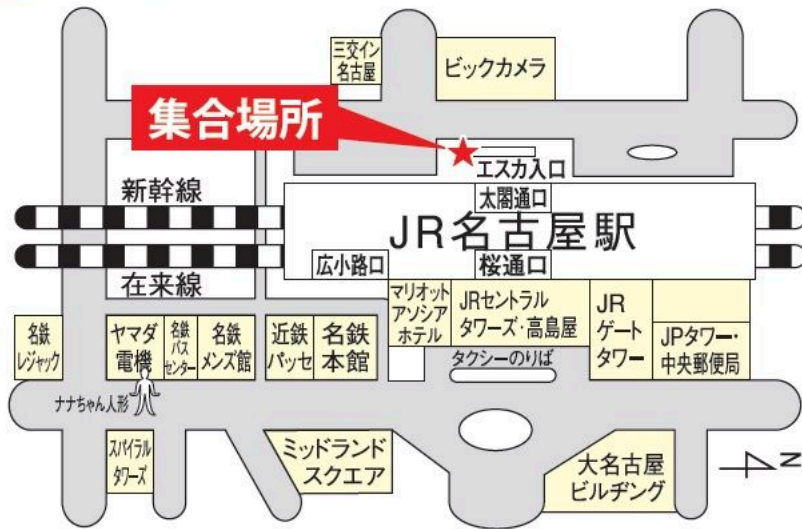 三交イン
名古屋
ビックカメラ
集合場所
エスカ入口
新幹線
太閤通口
JR名古屋駅
広小路口
桜通口
在来線
マリオット
アソシア
ホテル
JRセントラル
タワーズ・高島屋
JR
ゲート
タワー
JPタワー・
中央郵便局
名鉄
レジャック
ヤマダ
電機
名鉄
バス
センター
名鉄
メンズ館
近鉄
パッセ
名鉄
本館
タクシーのりば
ナナちゃん人形
スパイラル
タワーズ
ミッドランド
スクエア
大名古屋
ビルヂング
N